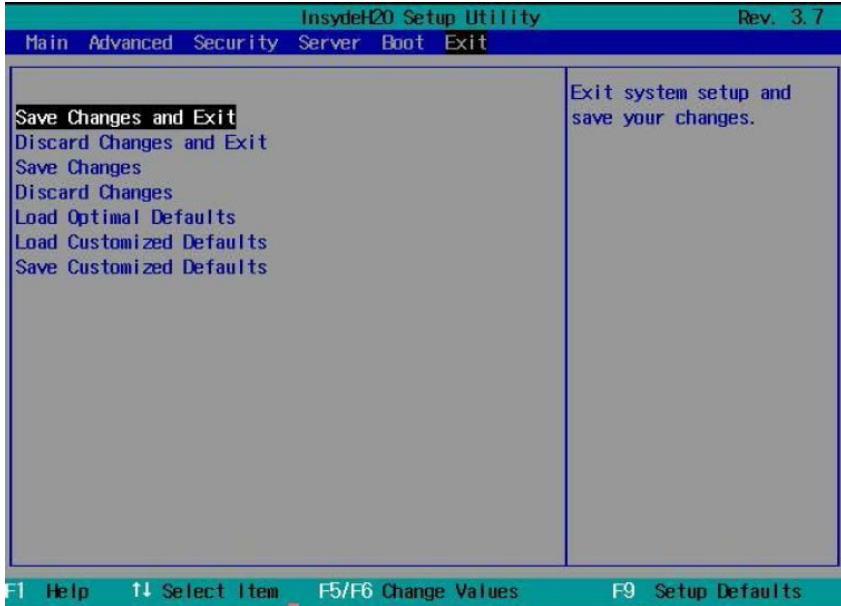 InsydeH2O Setup Utility Rev. 3.7
Main Advanced Security Server Boot Exit
Save Changes and Exit
Discard Changes and Exit
Save Changes
Discard Changes
Load Optimal Defaults
Load Customized Defaults
Save Customized Defaults
Exit system setup and
save your changes.
F1 Help ↑↓ Select Item F5/F6 Change Values F9 Setup Defaults